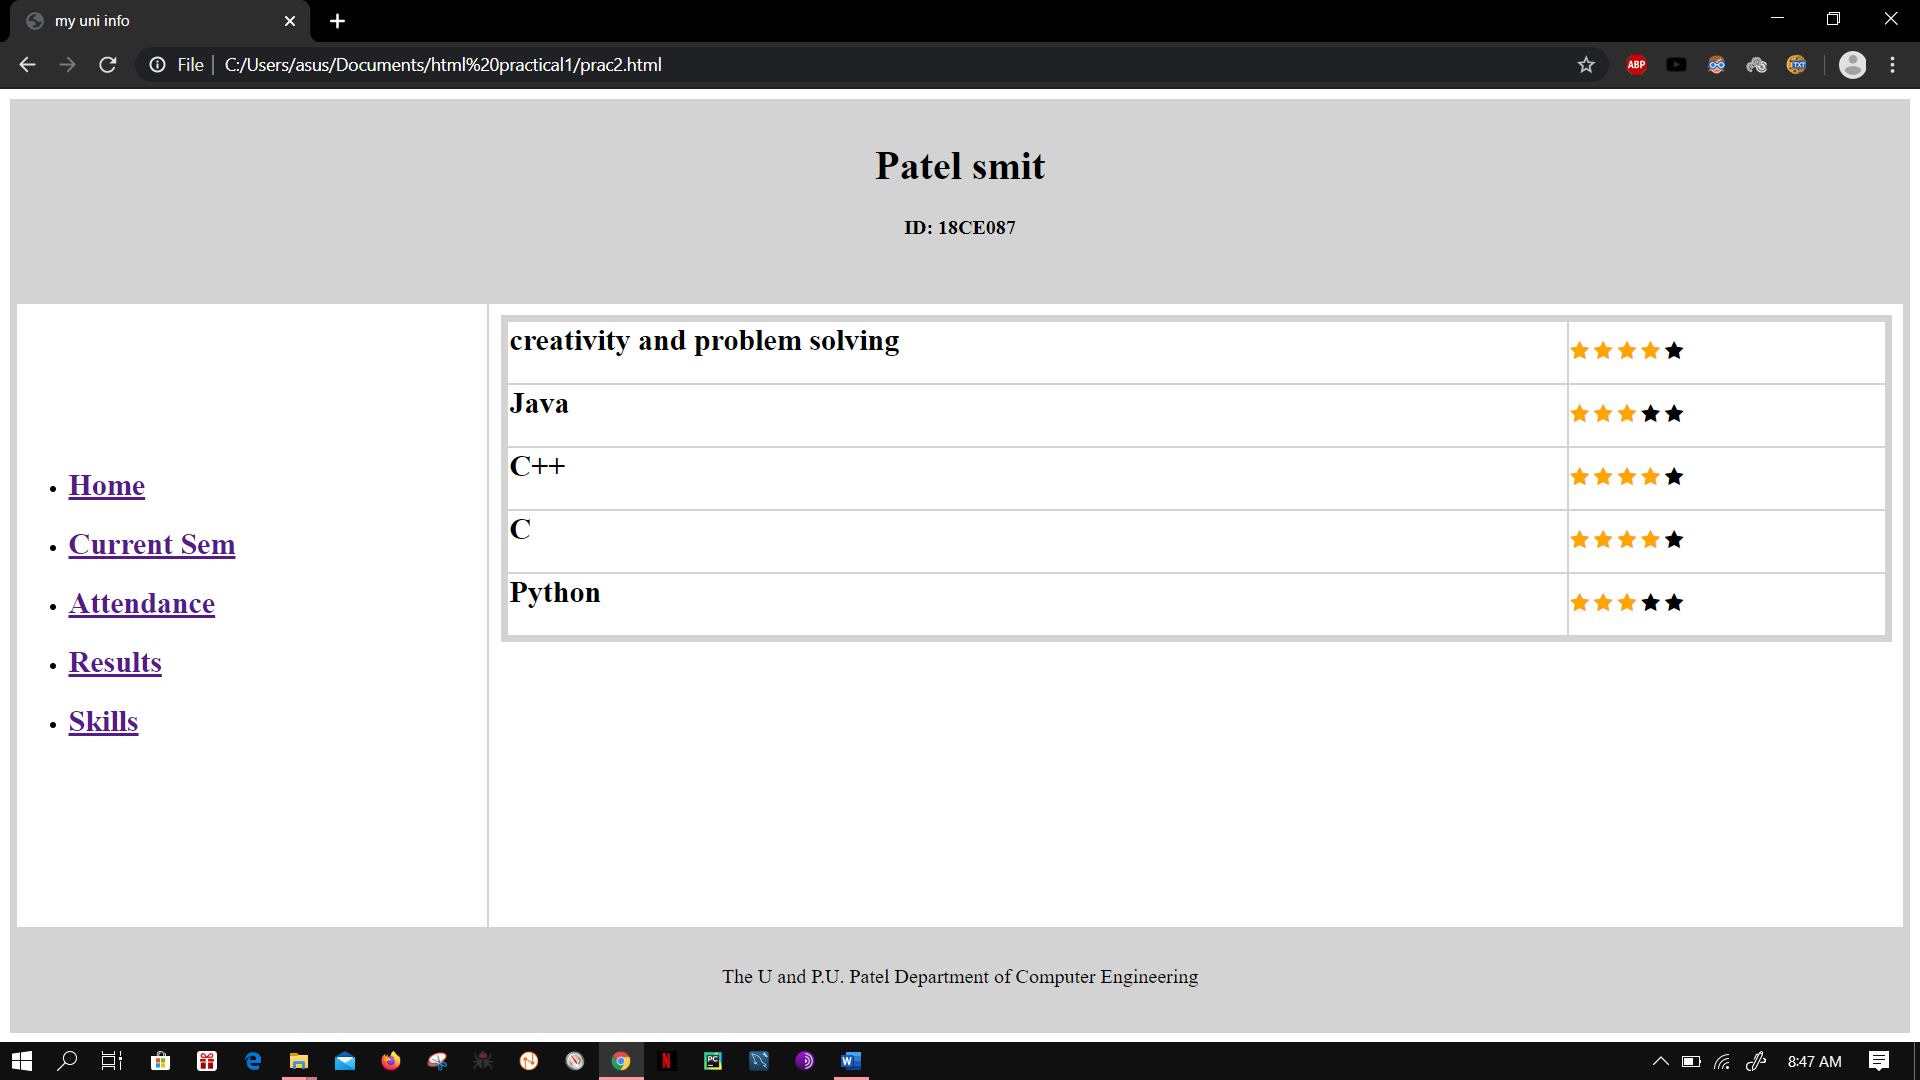 my uni info
File
C:/Users/asus/Documents/html%20practical1/prac2.html
ABP
TXT
Patel smit
ID: 18CE087
Home
Current Sem
Attendance
Results
Skills
creativity and problem solving
Java
C++
C
Python
The U and P.U. Patel Department of Computer Engineering
N
PC
W
8:47 AM